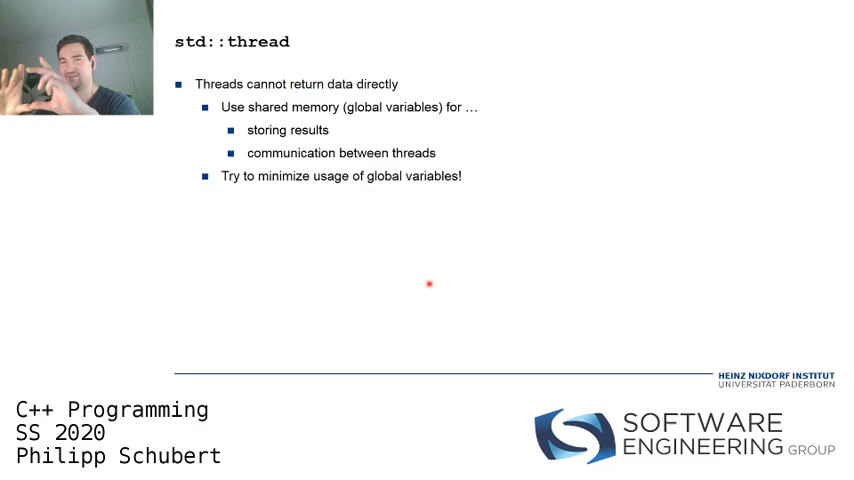 std::thread
Threads cannot return data directly
Use shared memory (global variables) for …
storing results
communication between threads
Try to minimize usage of global variables!
HEINZ NIXDORF INSTITUT
UNIVERSITÄT PADERBORN
C++ Programming
SS 2020
Philipp Schubert
SOFTWARE
ENGINEERING GROUP